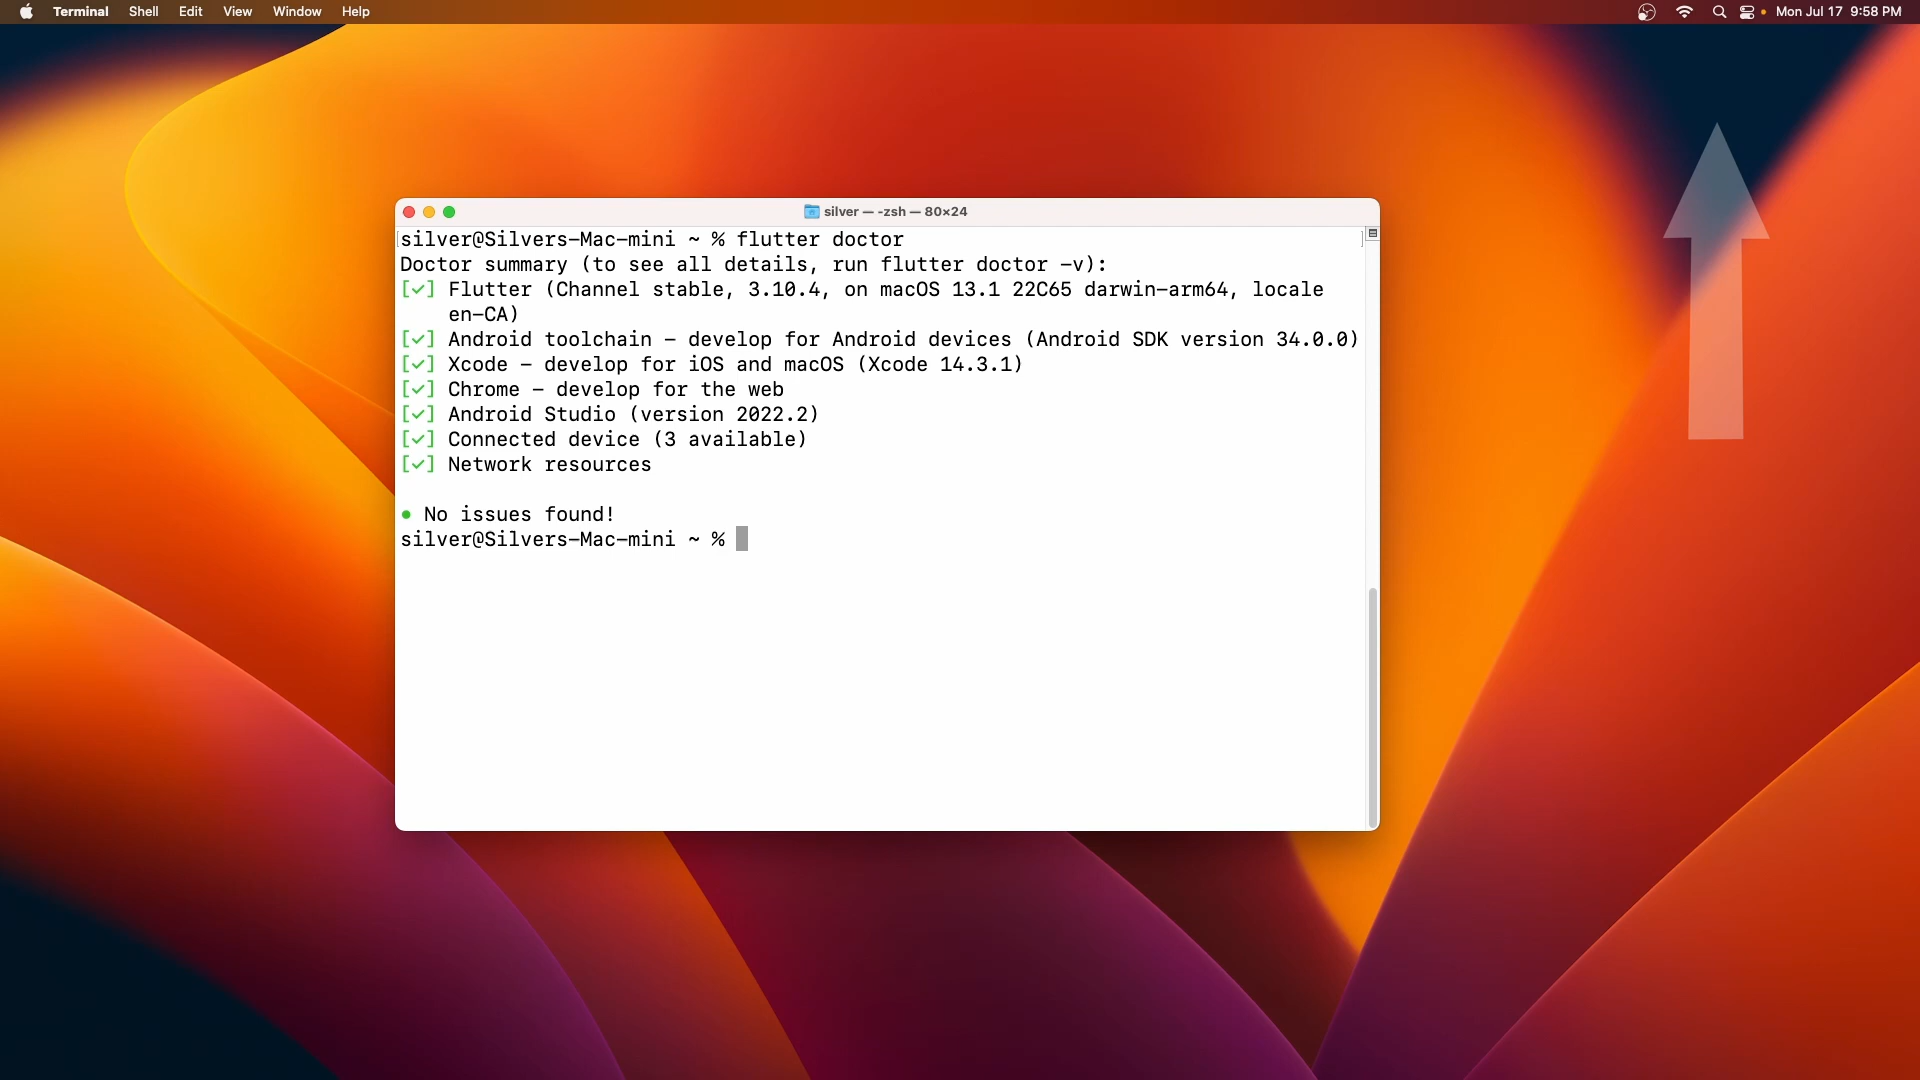 Terminal Shell Edit View Window Help Mon Jul 17 9:58 PM
silver — -zsh — 80×24
silver@Silvers-Mac-mini ~ % flutter doctor
Doctor summary (to see all details, run flutter doctor -v):
[✓] Flutter (Channel stable, 3.10.4, on macOS 13.1 22C65 darwin-arm64, locale
en-CA)
[✓] Android toolchain - develop for Android devices (Android SDK version 34.0.0)
[✓] Xcode - develop for iOS and macOS (Xcode 14.3.1)
[✓] Chrome - develop for the web
[✓] Android Studio (version 2022.2)
[✓] Connected device (3 available)
[✓] Network resources
• No issues found!
silver@Silvers-Mac-mini ~ %